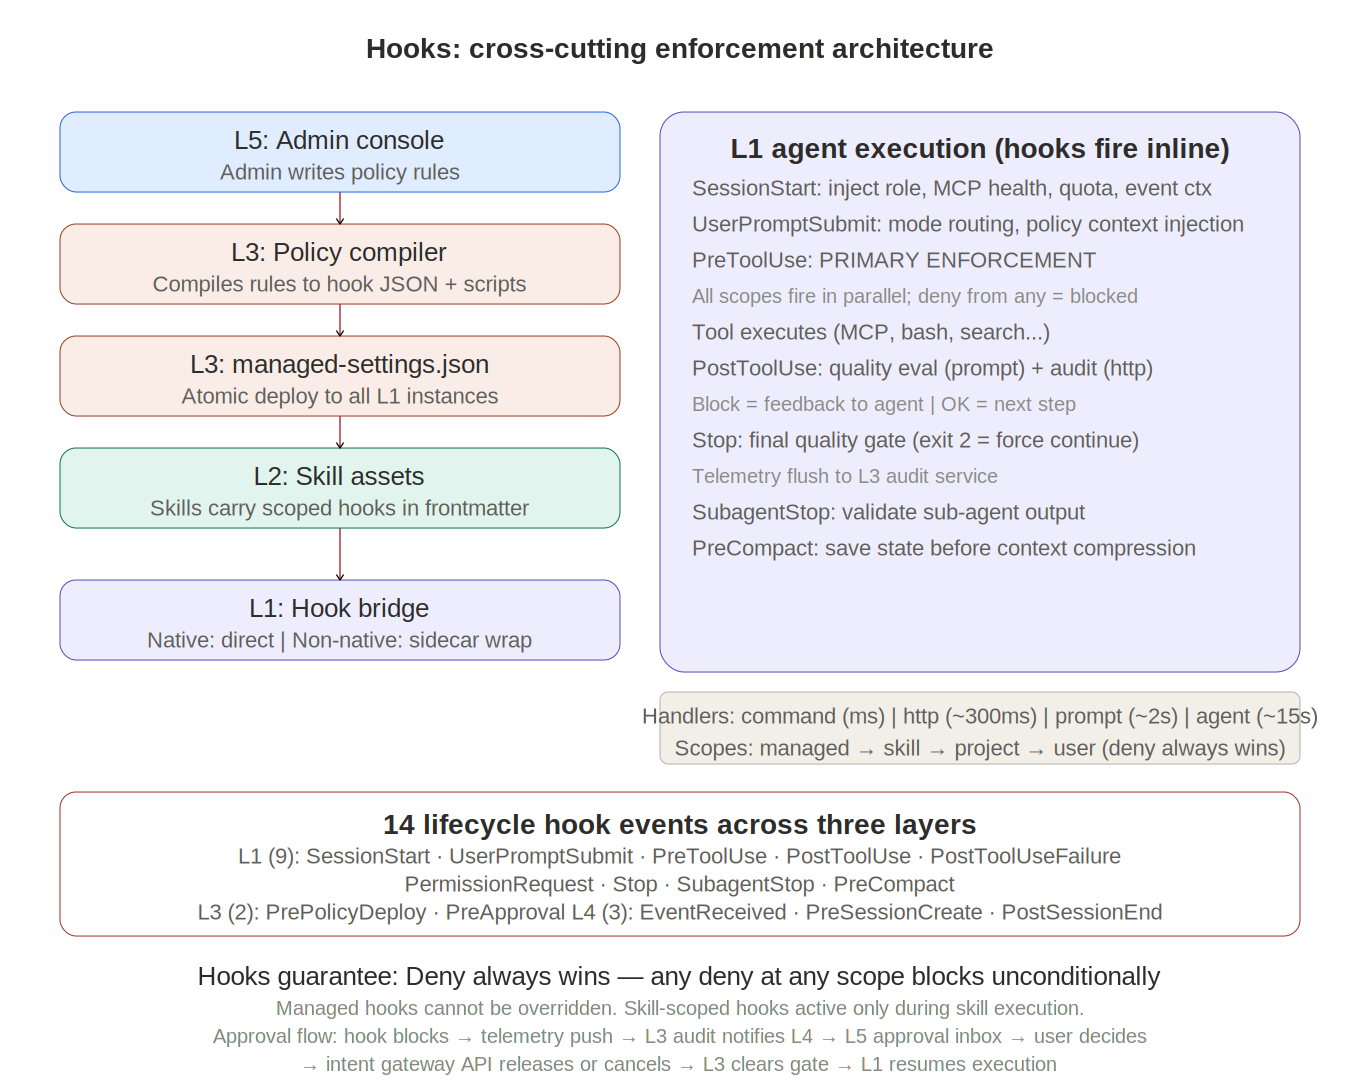 Hooks: cross-cutting enforcement architecture
L5: Admin console
Admin writes policy rules
L3: Policy compiler
Compiles rules to hook JSON + scripts
L3: managed-settings.json
Atomic deploy to all L1 instances
L2: Skill assets
Skills carry scoped hooks in frontmatter
L1: Hook bridge
Native: direct | Non-native: sidecar wrap
L1 agent execution (hooks fire inline)
SessionStart: inject role, MCP health, quota, event ctx
UserPromptSubmit: mode routing, policy context injection
PreToolUse: PRIMARY ENFORCEMENT
All scopes fire in parallel; deny from any = blocked
Tool executes (MCP, bash, search...)
PostToolUse: quality eval (prompt) + audit (http)
Block = feedback to agent | OK = next step
Stop: final quality gate (exit 2 = force continue)
Telemetry flush to L3 audit service
SubagentStop: validate sub-agent output
PreCompact: save state before context compression
Handlers: command (ms) | http (~300ms) | prompt (~2s) | agent (~15s)
Scopes: managed → skill → project → user (deny always wins)
14 lifecycle hook events across three layers
L1 (9): SessionStart · UserPromptSubmit · PreToolUse · PostToolUse · PostToolUseFailure
PermissionRequest · Stop · SubagentStop · PreCompact
L3 (2): PrePolicyDeploy · PreApproval L4 (3): EventReceived · PreSessionCreate · PostSessionEnd
Hooks guarantee: Deny always wins — any deny at any scope blocks unconditionally
Managed hooks cannot be overridden. Skill-scoped hooks active only during skill execution.
Approval flow: hook blocks → telemetry push → L3 audit notifies L4 → L5 approval inbox → user decides
→ intent gateway API releases or cancels → L3 clears gate → L1 resumes execution